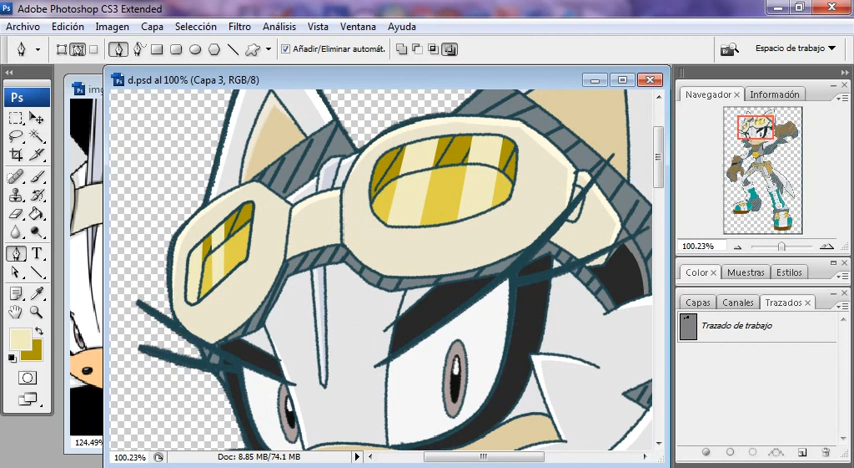 Ps Adobe Photoshop CS3 Extended
Archivo Edición Imagen Capa Selección Filtro Análisis Vista Ventana Ayuda
Añadir/Eliminar automát.
Espacio de trabajo
Ps
img
d.psd al 100% (Capa 3, RGB/8)
Navegador Información
100.23%
Color Muestras Estilos
Capas Canales Trazados
Trazado de trabajo
T
124.49%
100.23% Doc: 8.85 MB/74.1 MB